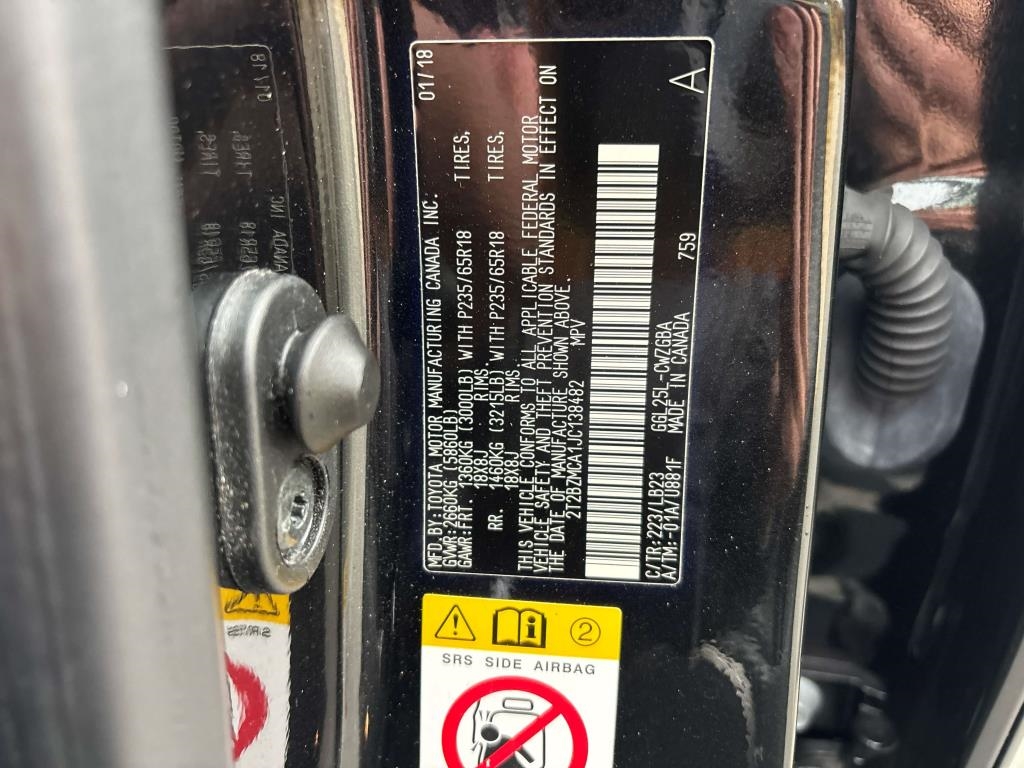 MFD.BY:TOYOTA MOTOR MANUFACTURING CANADA INC. 01/18
GVWR:2660KG (5860LB)
GAWR:FRT. 1360KG (3000LB) WITH P235/65R18 TIRES,
18X8J RIMS
RR. 1460KG (3215LB) WITH P235/65R18 TIRES,
18X8J RIMS
THIS VEHICLE CONFORMS TO ALL APPLICABLE FEDERAL MOTOR
VEHICLE SAFETY AND THEFT PREVENTION STANDARDS IN EFFECT ON
THE DATE OF MANUFACTURE SHOWN ABOVE.
2T2BZMCA1JC138482 MPV
C/TR:223/LB23 GGL25L-CWZGBA 759
A/TM:-01A/U881F MADE IN CANADA A
2
SRS SIDE AIRBAG